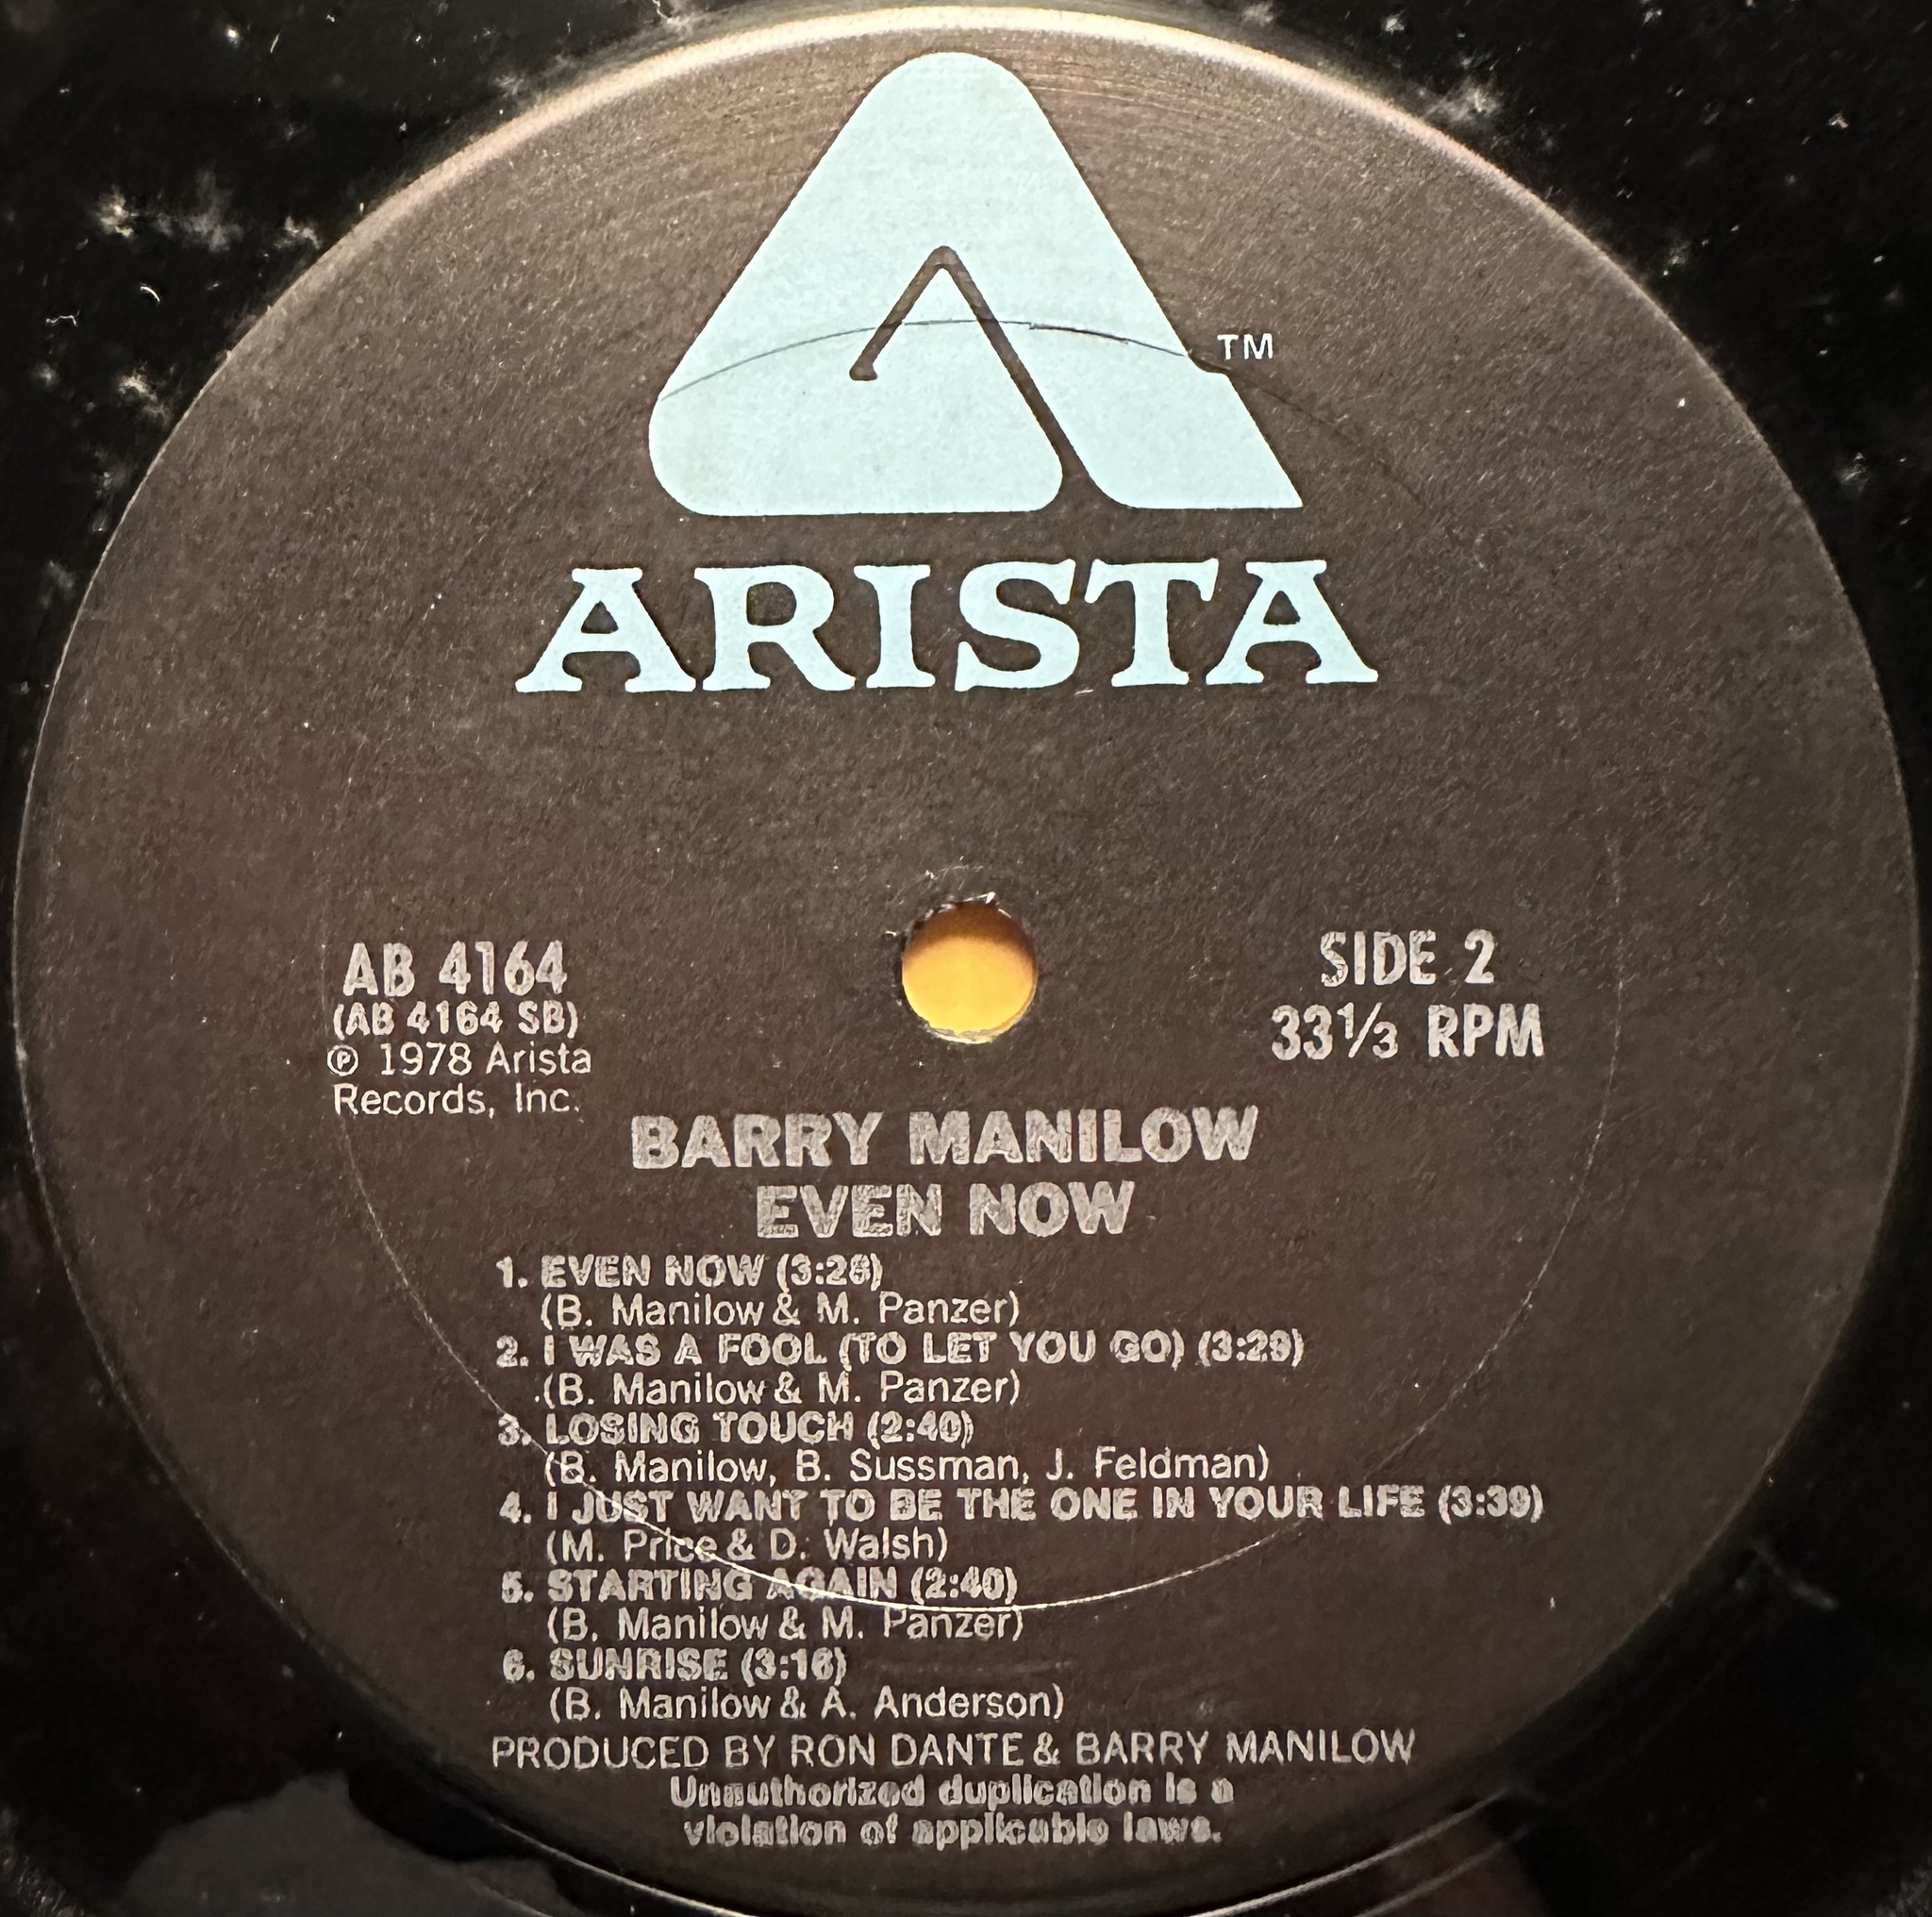 TM
ARISTA
AB 4164
(AB 4164 SB)
℗ 1978 Arista
Records, Inc.
SIDE 2
33⅓ RPM
BARRY MANILOW
EVEN NOW
1. EVEN NOW (3:28)
(B. Manilow & M. Panzer)
2. I WAS A FOOL (TO LET YOU GO) (3:29)
(B. Manilow & M. Panzer)
3. LOSING TOUCH (2:40)
(B. Manilow, B. Sussman, J. Feldman)
4. I JUST WANT TO BE THE ONE IN YOUR LIFE (3:39)
(M. Price & D. Walsh)
5. STARTING AGAIN (2:40)
(B. Manilow & M. Panzer)
6. SUNRISE (3:16)
(B. Manilow & A. Anderson)
PRODUCED BY RON DANTE & BARRY MANILOW
Unauthorized duplication is a
violation of applicable laws.